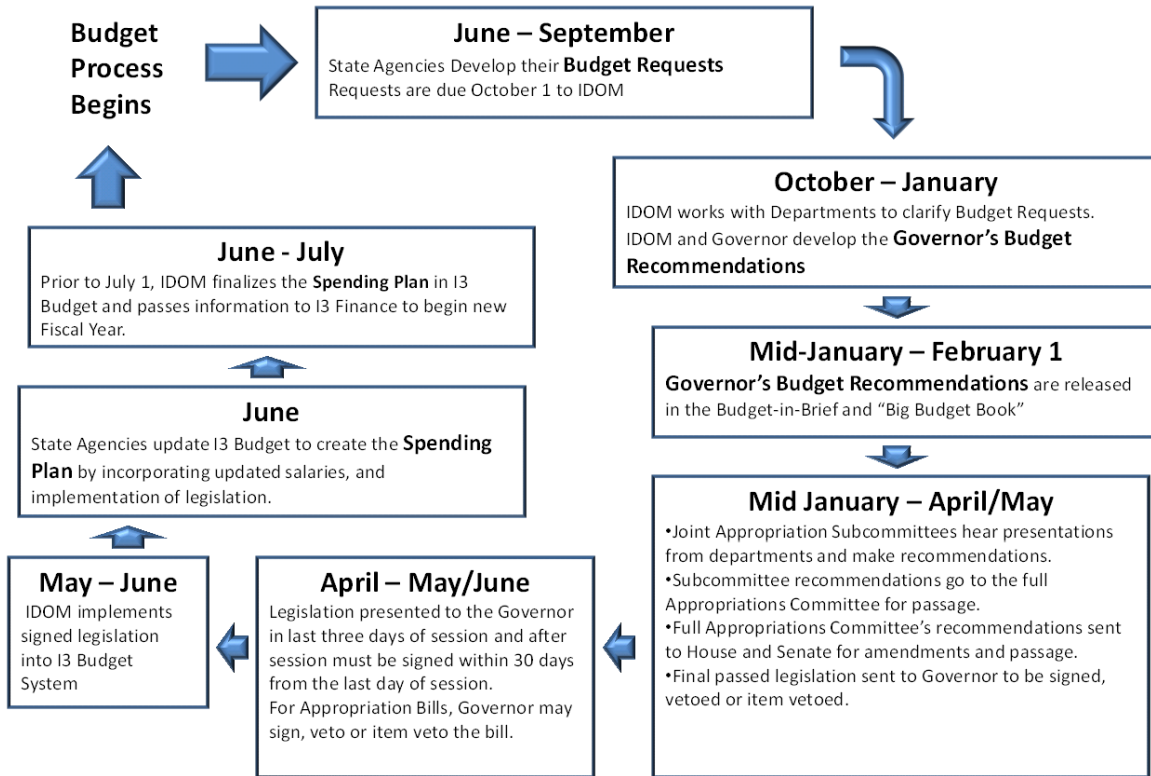 Budget
Process
Begins
June – September
State Agencies Develop their Budget Requests
Requests are due October 1 to IDOM
October – January
IDOM works with Departments to clarify Budget Requests.
IDOM and Governor develop the Governor's Budget
Recommendations
Mid-January – February 1
Governor's Budget Recommendations are released
in the Budget-in-Brief and "Big Budget Book"
Mid January – April/May
•Joint Appropriation Subcommittees hear presentations
from departments and make recommendations.
•Subcommittee recommendations go to the full
Appropriations Committee for passage.
•Full Appropriations Committee's recommendations sent
to House and Senate for amendments and passage.
•Final passed legislation sent to Governor to be signed,
vetoed or item vetoed.
April – May/June
Legislation presented to the Governor
in last three days of session and after
session must be signed within 30 days
from the last day of session.
For Appropriation Bills, Governor may
sign, veto or item veto the bill.
May – June
IDOM implements
signed legislation
into I3 Budget
System
June
State Agencies update I3 Budget to create the Spending
Plan by incorporating updated salaries, and
implementation of legislation.
June - July
Prior to July 1, IDOM finalizes the Spending Plan in I3
Budget and passes information to I3 Finance to begin new
Fiscal Year.